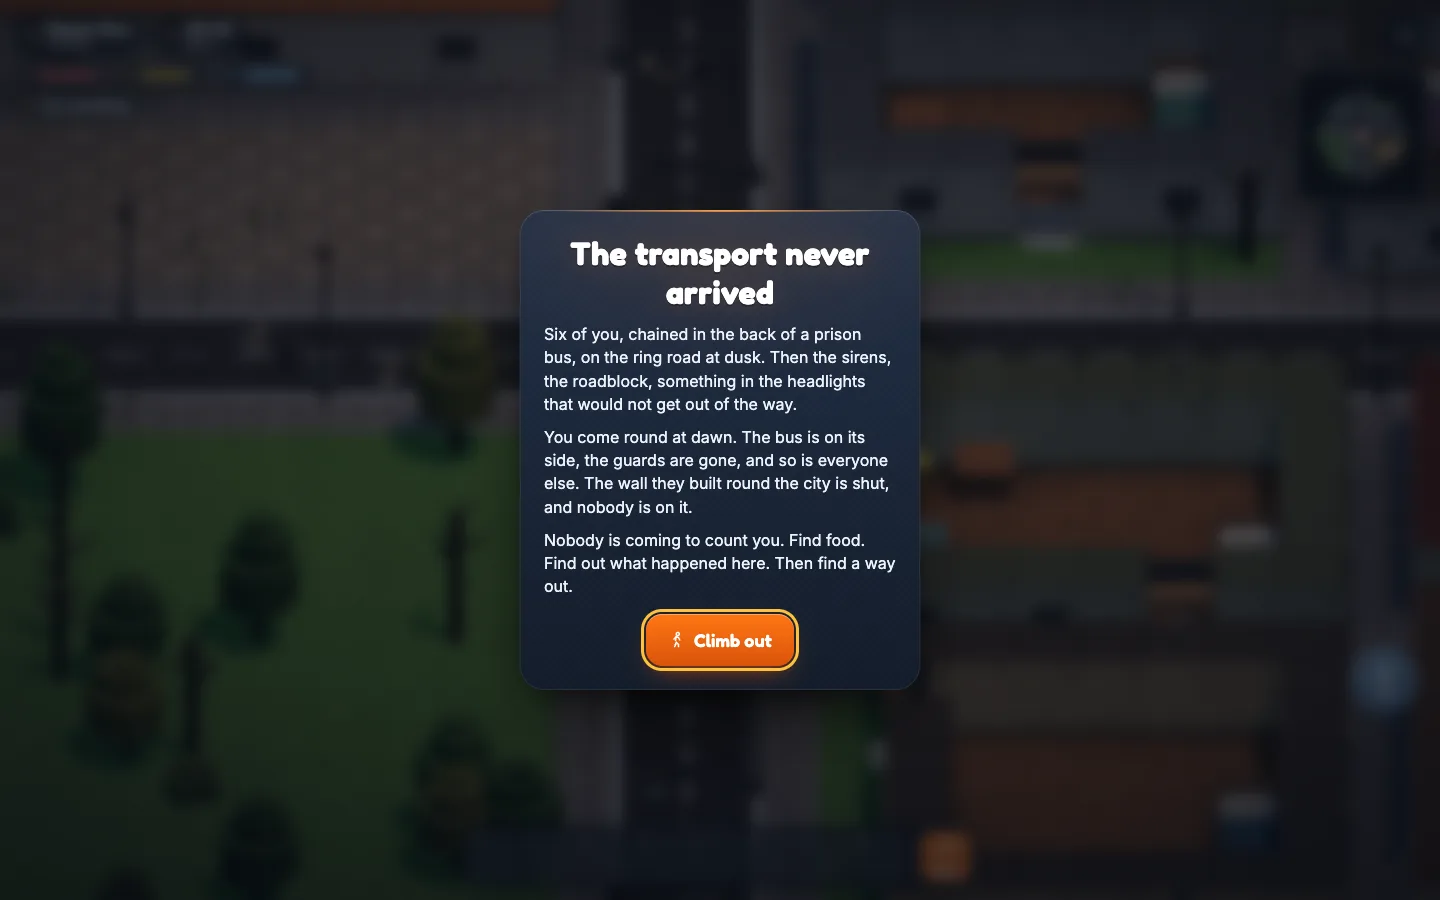 The transport never
arrived
Six of you, chained in the back of a prison
bus, on the ring road at dusk. Then the sirens,
the roadblock, something in the headlights
that would not get out of the way.
You come round at dawn. The bus is on its
side, the guards are gone, and so is everyone
else. The wall they built round the city is shut,
and nobody is on it.
Nobody is coming to count you. Find food.
Find out what happened here. Then find a way
out.
Climb out